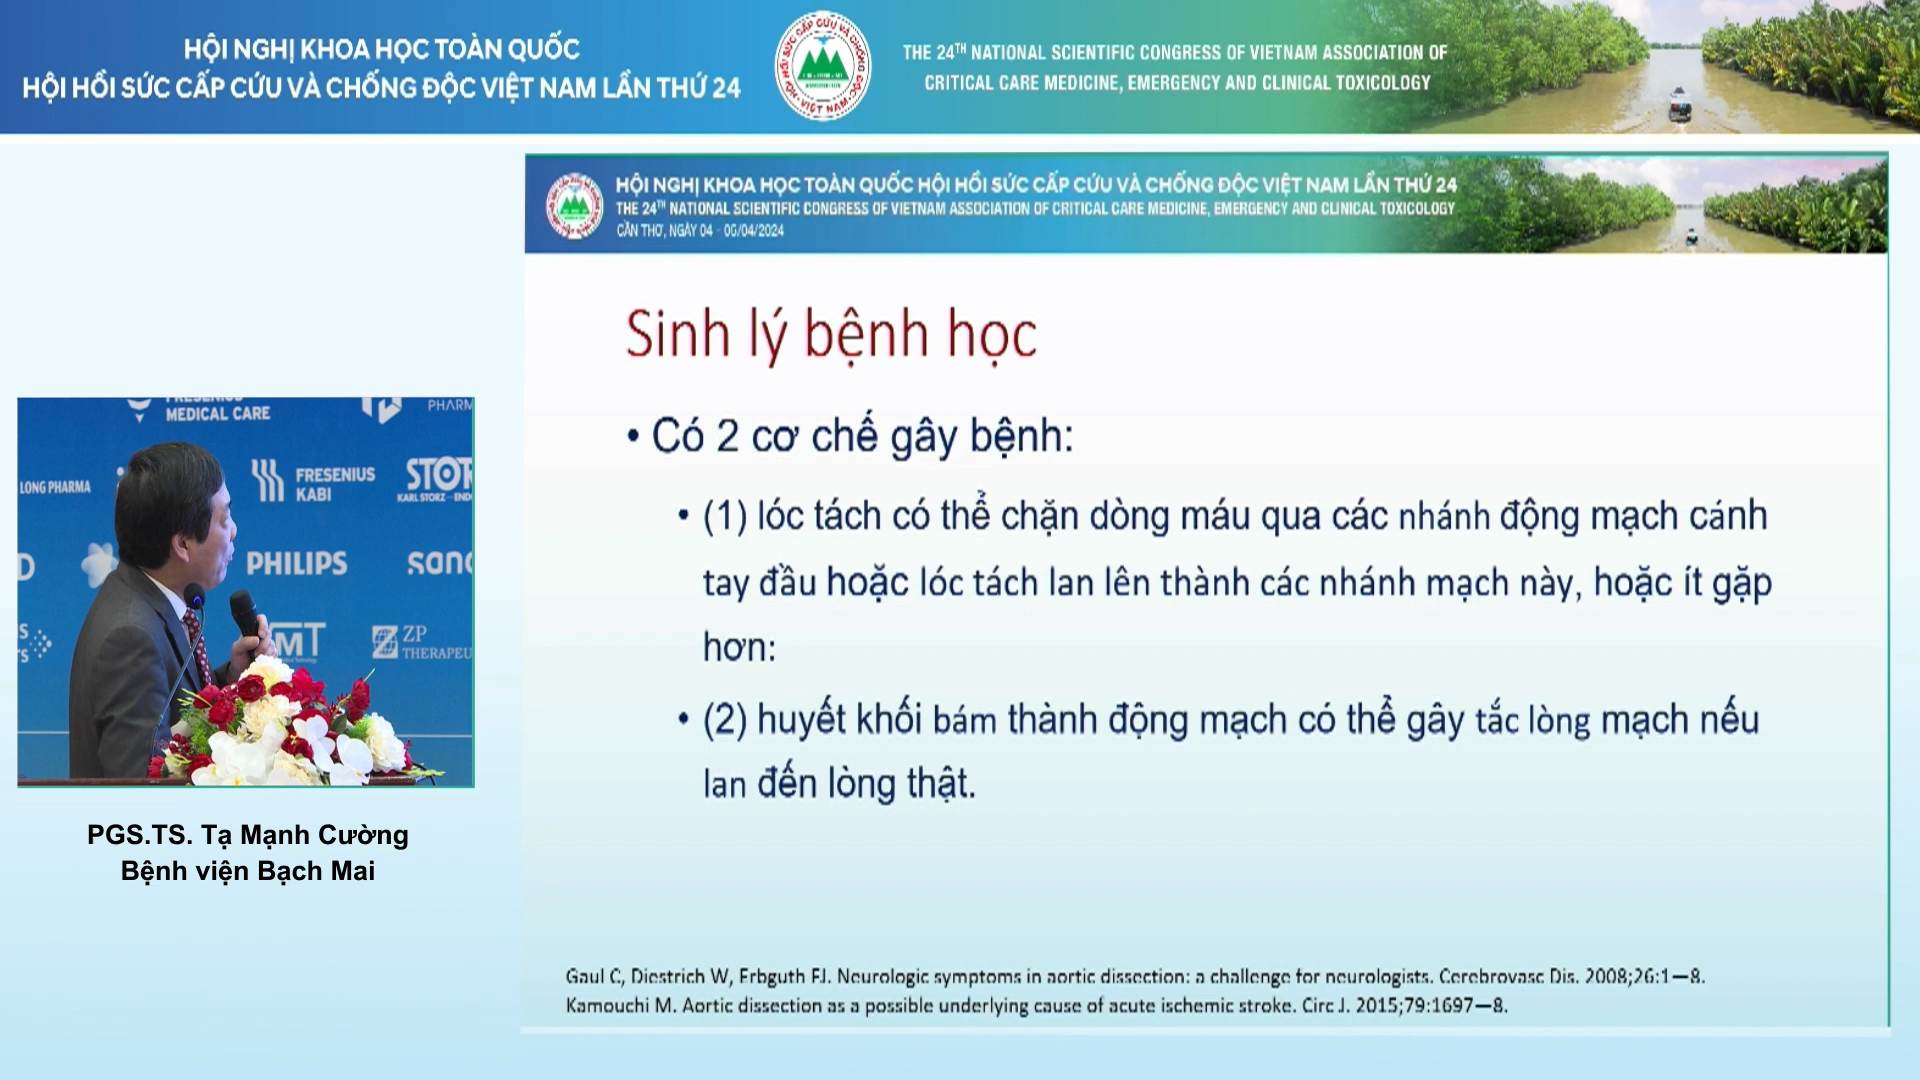 HỘI NGHỊ KHOA HỌC TOÀN QUỐC
HỘI HỒI SỨC CẤP CỨU VÀ CHỐNG ĐỘC VIỆT NAM LẦN THỨ 24
THE 24TH NATIONAL SCIENTIFIC CONGRESS OF VIETNAM ASSOCIATION OF
CRITICAL CARE MEDICINE, EMERGENCY AND CLINICAL TOXICOLOGY
HỘI NGHỊ KHOA HỌC TOÀN QUỐC HỘI HỒI SỨC CẤP CỨU VÀ CHỐNG ĐỘC VIỆT NAM LẦN THỨ 24
THE 24TH NATIONAL SCIENTIFIC CONGRESS OF VIETNAM ASSOCIATION OF CRITICAL CARE MEDICINE, EMERGENCY AND CLINICAL TOXICOLOGY
CẦN THƠ, NGÀY 04 - 06/04/2024
Sinh lý bệnh học
• Có 2 cơ chế gây bệnh:
• (1) lóc tách có thể chặn dòng máu qua các nhánh động mạch cánh
tay đầu hoặc lóc tách lan lên thành các nhánh mạch này, hoặc ít gặp
hơn:
• (2) huyết khối bám thành động mạch có thể gây tắc lòng mạch nếu
lan đến lòng thật.
Gaul C, Diestrich W, Erbguth FJ. Neurologic symptoms in aortic dissection: a challenge for neurologists. Cerebrovasc Dis. 2008;26:1—8.
Kamouchi M. Aortic dissection as a possible underlying cause of acute ischemic stroke. Circ J. 2015;79:1697—8.
FRESENIUS
MEDICAL CARE
PHARM
LONG PHARMA
FRESENIUS
KABI
STOR
KARL STORZ—ENDO
PHILIPS
sano
MT
ZP
THERAPEU
PGS.TS. Tạ Mạnh Cường
Bệnh viện Bạch Mai